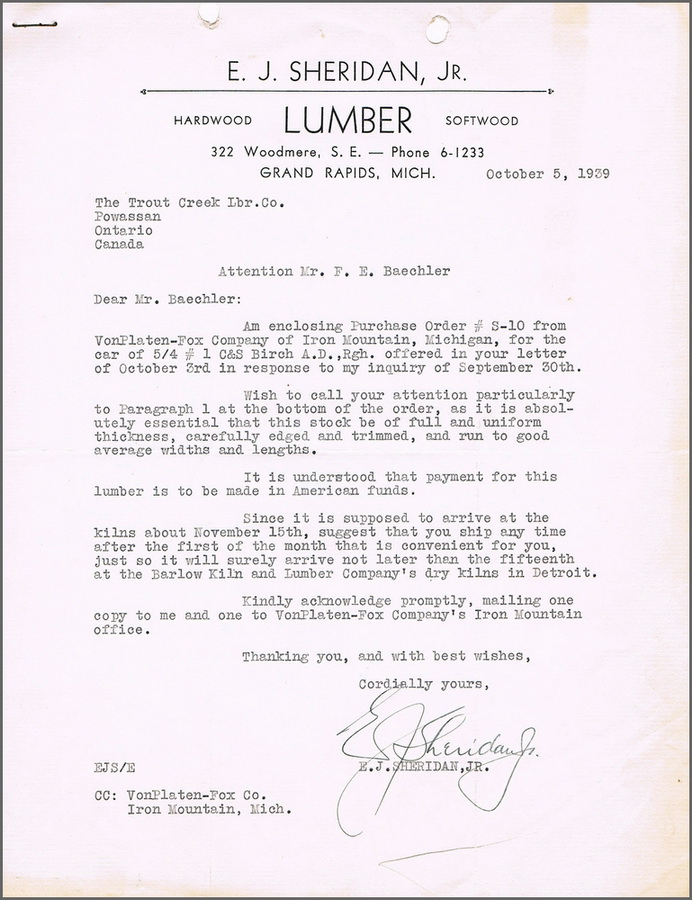 E. J. SHERIDAN, JR.
HARDWOOD LUMBER SOFTWOOD
322 Woodmere, S. E. — Phone 6-1233
GRAND RAPIDS, MICH. October 5, 1939
The Trout Creek Lbr.Co.
Powassan
Ontario
Canada
Attention Mr. F. E. Baechler
Dear Mr. Baechler:
Am enclosing Purchase Order # S-10 from
VonPlaten-Fox Company of Iron Mountain, Michigan, for the
car of 5/4 # 1 C&S Birch A.D.,Rgh. offered in your letter
of October 3rd in response to my inquiry of September 30th.
Wish to call your attention particularly
to Paragraph 1 at the bottom of the order, as it is absol-
utely essential that this stock be of full and uniform
thickness, carefully edged and trimmed, and run to good
average widths and lengths.
It is understood that payment for this
lumber is to be made in American funds.
Since it is supposed to arrive at the
kilns about November 15th, suggest that you ship any time
after the first of the month that is convenient for you,
just so it will surely arrive not later than the fifteenth
at the Barlow Kiln and Lumber Company's dry kilns in Detroit.
Kindly acknowledge promptly, mailing one
copy to me and one to VonPlaten-Fox Company's Iron Mountain
office.
Thanking you, and with best wishes,
Cordially yours,
E J Sheridan Jr.
EJS/E E.J.SHERIDAN,JR.
CC: VonPlaten-Fox Co.
Iron Mountain, Mich.